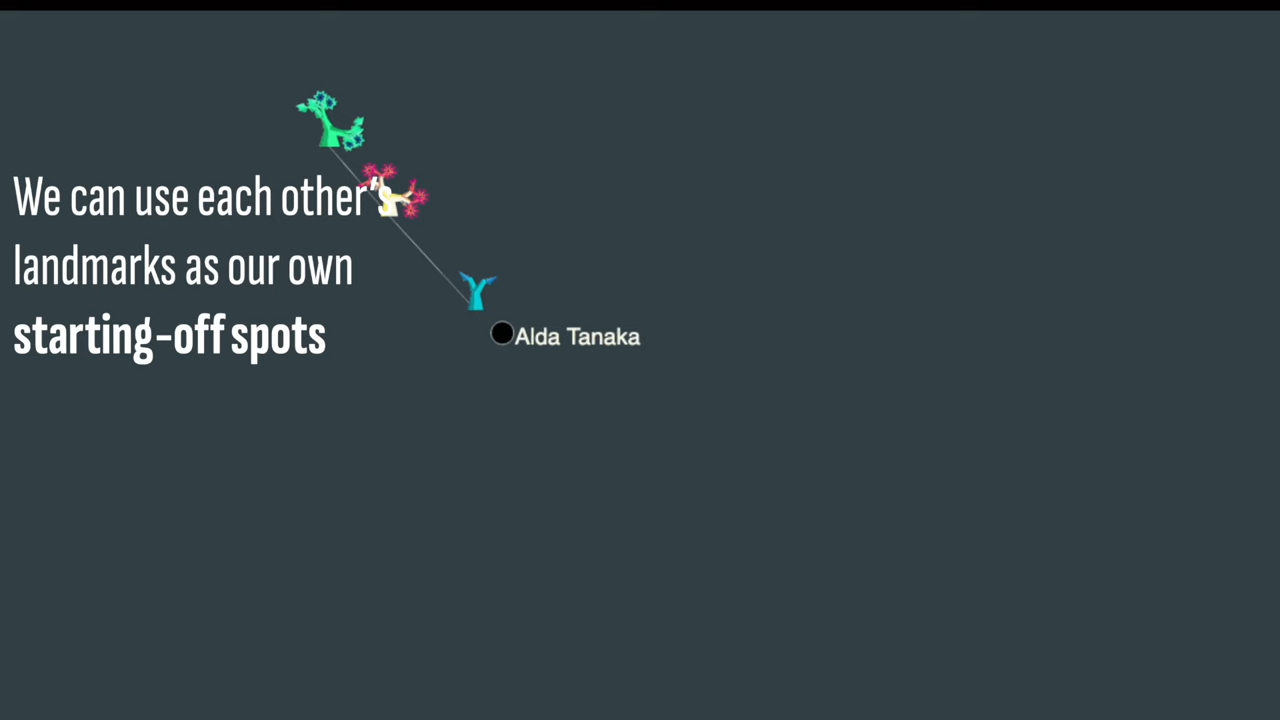 We can use each other's
landmarks as our own
starting-off spots
Alda Tanaka